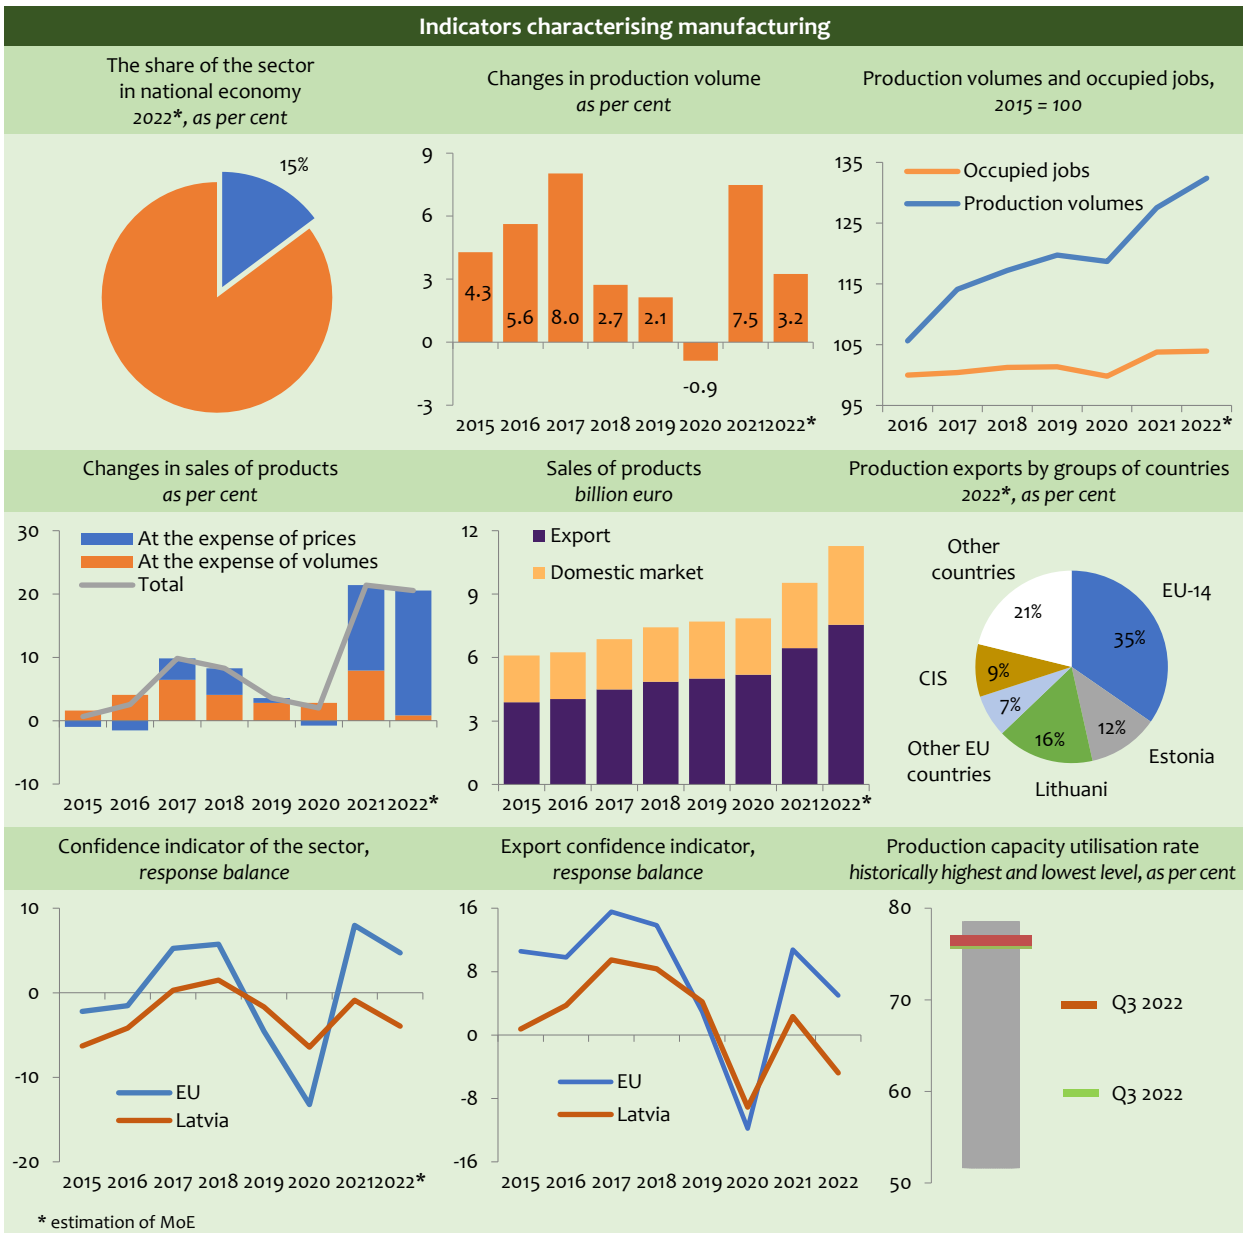 Indicators characterising manufacturing
The share of the sector
in national economy
2022*, as per cent
15%
Changes in production volume
as per cent
9
6
3
0
-3
4.3
5.6
8.0
2.7
2.1
-0.9
7.5
3.2
2015 2016 2017 2018 2019 2020 2021 2022*
Production volumes and occupied jobs,
2015 = 100
135
125
115
105
95
Occupied jobs
Production volumes
2016 2017 2018 2019 2020 2021 2022*
Changes in sales of products
as per cent
30
20
10
0
-10
At the expense of prices
At the expense of volumes
Total
2015 2016 2017 2018 2019 2020 2021 2022*
Sales of products
billion euro
12
9
6
3
0
Export
Domestic market
2015 2016 2017 2018 2019 2020 2021 2022*
Production exports by groups of countries
2022*, as per cent
Other
countries
21%
EU-14
35%
CIS
9%
7%
Other EU
countries
16%
Lithuani
12%
Estonia
Confidence indicator of the sector,
response balance
10
0
-10
-20
EU
Latvia
2015 2016 2017 2018 2019 2020 2021 2022*
Export confidence indicator,
response balance
16
8
0
-8
-16
EU
Latvia
2015 2016 2017 2018 2019 2020 2021 2022
Production capacity utilisation rate
historically highest and lowest level, as per cent
80
70
60
50
Q3 2022
Q3 2022
* estimation of MoE